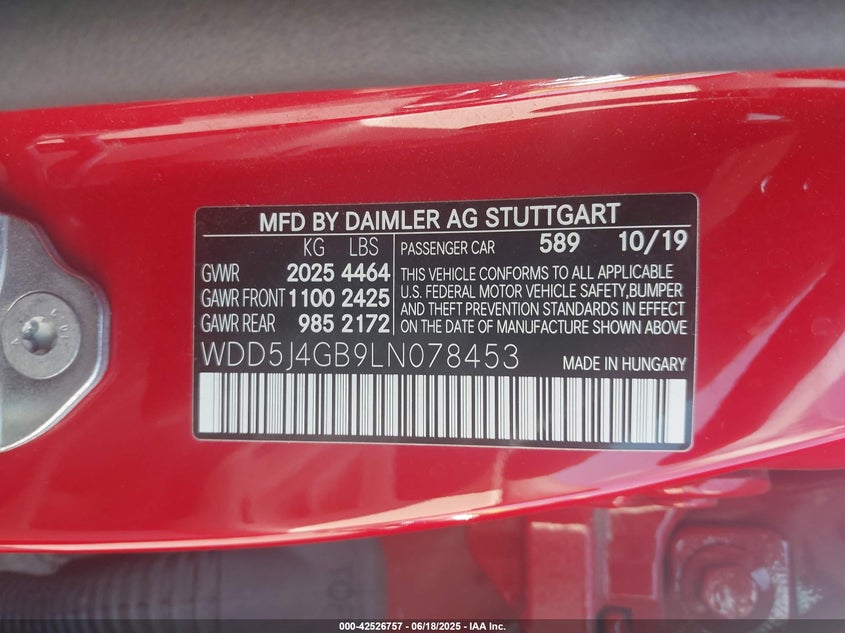 MFD BY DAIMLER AG STUTTGART
KG LBS
GVWR 2025 4464
GAWR FRONT 1100 2425
GAWR REAR 985 2172
PASSENGER CAR 589 10/19
THIS VEHICLE CONFORMS TO ALL APPLICABLE
U.S. FEDERAL MOTOR VEHICLE SAFETY,BUMPER
AND THEFT PREVENTION STANDARDS IN EFFECT
ON THE DATE OF MANUFACTURE SHOWN ABOVE
WDD5J4GB9LN078453 MADE IN HUNGARY
000-42526757 - 06/18/2025 - IAA Inc.